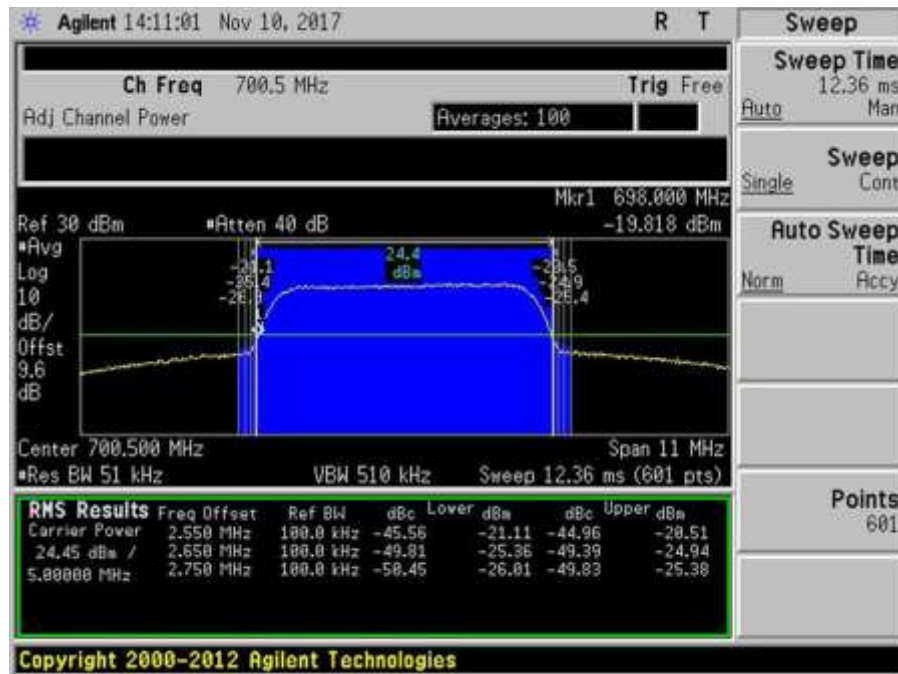 Agilent 14:11:01 Nov 10, 2017 R T
Sweep
Ch Freq 700.5 MHz Trig Free
Adj Channel Power Averages: 100
Sweep Time
12.36 ms
Auto Man
Sweep
Single Cont
Auto Sweep
Time
Norm Accy
Points
601
Mkr1 698.000 MHz
Ref 30 dBm #Atten 40 dB -19.818 dBm
#Avg
Log
10
dB/
Offst
9.6
dB
24.4
dBm
Center 700.500 MHz Span 11 MHz
#Res BW 51 kHz VBW 510 kHz Sweep 12.36 ms (601 pts)
RMS Results Freq Offset Ref BW dBc Lower dBm dBc Upper dBm
Carrier Power 2.550 MHz 100.0 kHz -45.56 -21.11 -44.96 -20.51
24.45 dBm / 2.650 MHz 100.0 kHz -49.81 -25.36 -49.39 -24.94
5.00000 MHz 2.750 MHz 100.0 kHz -50.45 -26.01 -49.83 -25.38
Copyright 2000-2012 Agilent Technologies